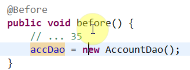 @Before
public void before() {
// ... 35
accDao = new AccountDao();
}